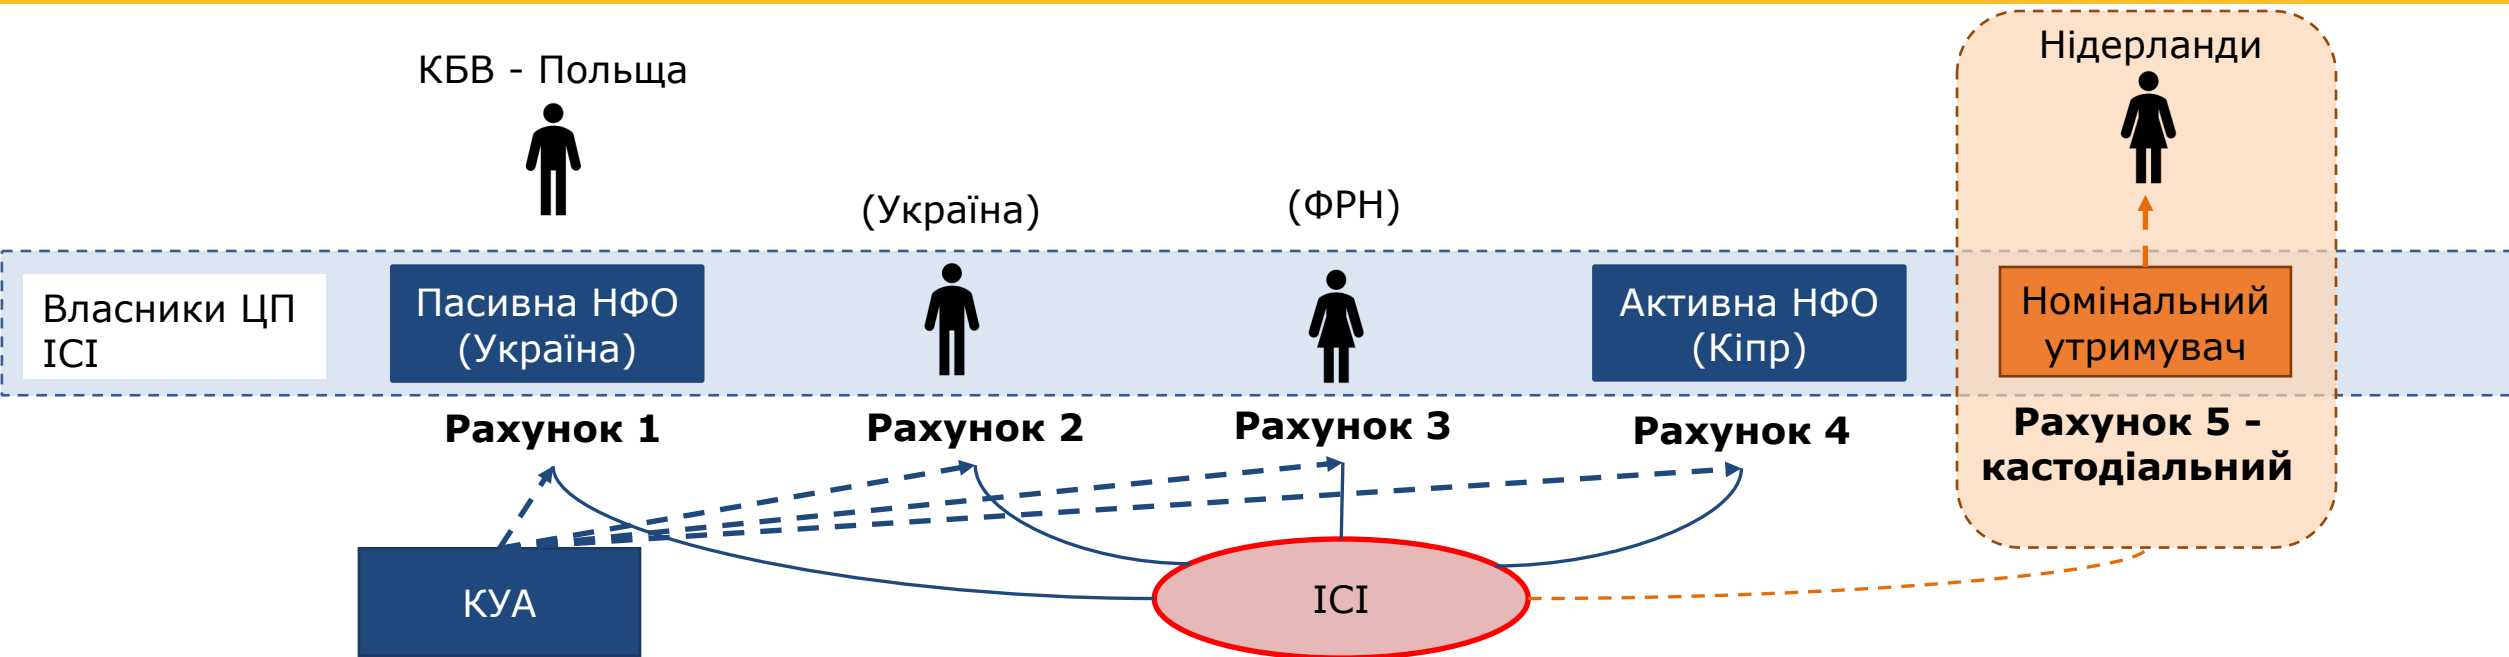 КБВ - Польща
(Україна)
(ФРН)
Нідерланди
Власники ЦП
ІСІ
Пасивна НФО
(Україна)
Активна НФО
(Кіпр)
Номінальний
утримувач
Рахунок 1
Рахунок 2
Рахунок 3
Рахунок 4
Рахунок 5 -
кастодіальний
КУА
ІСІ